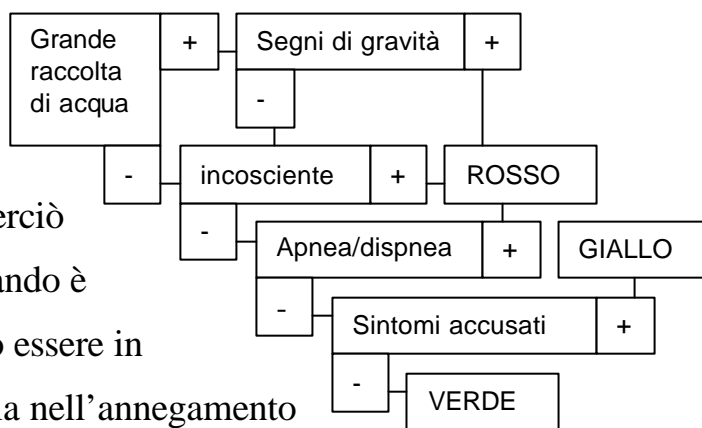 Grande
raccolta
di acqua
+
Segni di gravità
+
-
-
incosciente
+
ROSSO
erciò
-
Apnea/dispnea
+
GIALLO
ando è
-
Sintomi accusati
+
o essere in
-
VERDE
la nell’annegamento